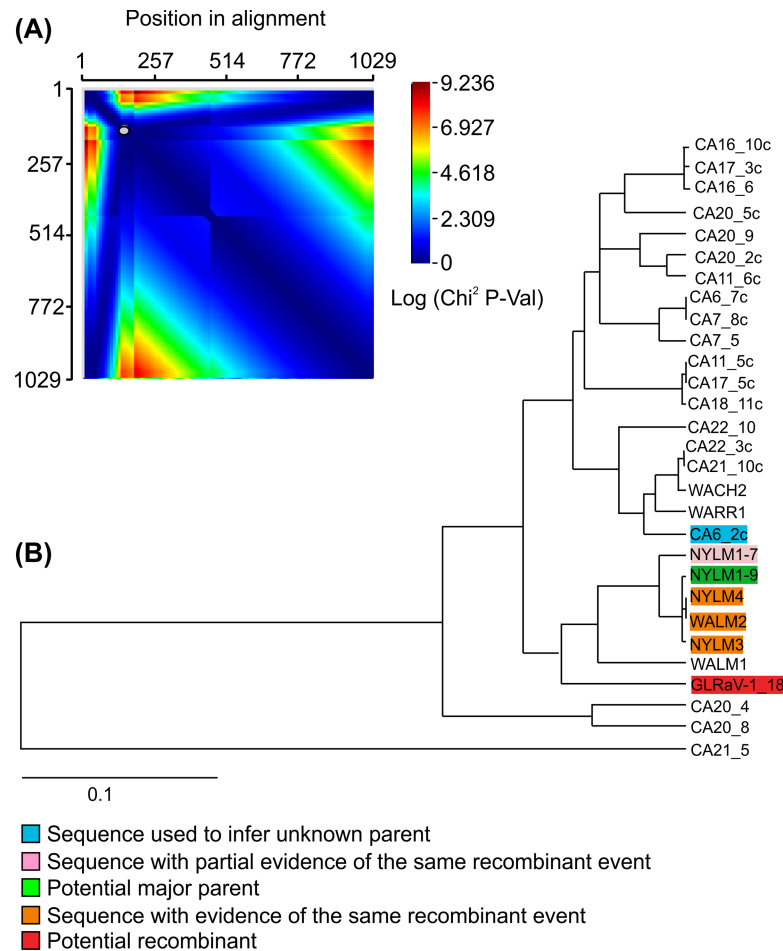 (A)
Position in alignment
1 257 514 772 1029
1
257
514
772
1029
9.236
6.927
4.618
2.309
0
Log (Chi² P-Val)
(B)
CA16_10c
CA17_3c
CA16_6
CA20_5c
CA20_9
CA20_2c
CA11_6c
CA6_7c
CA7_8c
CA7_5
CA11_5c
CA17_5c
CA18_11c
CA22_10
CA22_3c
CA21_10c
WACH2
WARR1
CA6_2c
NYLM1-7
NYLM1-9
NYLM4
WALM2
NYLM3
WALM1
GLRaV-1_18
CA20_4
CA20_8
CA21_5
0.1
Sequence used to infer unknown parent
Sequence with partial evidence of the same recombinant event
Potential major parent
Sequence with evidence of the same recombinant event
Potential recombinant